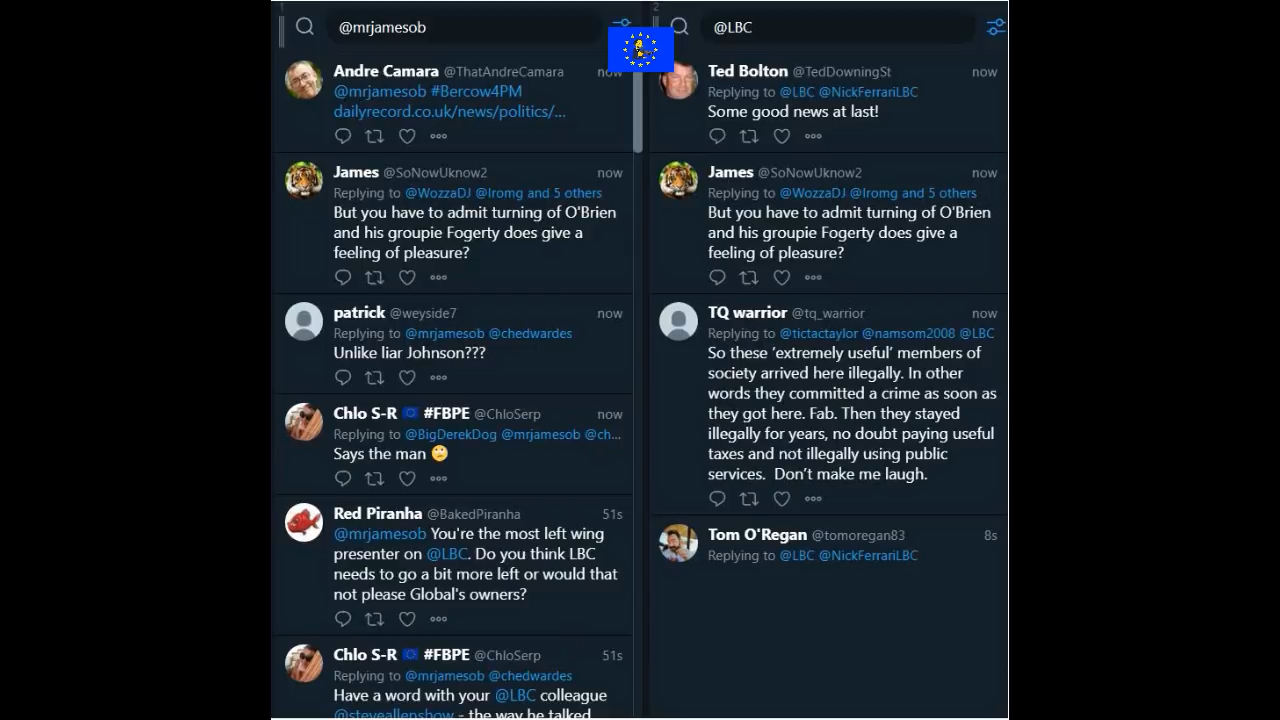 1
@mrjamesob
Andre Camara @ThatAndreCamara now
@mrjamesob #Bercow4PM
dailyrecord.co.uk/news/politics/...
James @SoNowUknow2 now
Replying to @WozzaDJ @Iromg and 5 others
But you have to admit turning of O'Brien
and his groupie Fogerty does give a
feeling of pleasure?
patrick @weyside7 now
Replying to @mrjamesob @chedwardes
Unlike liar Johnson???
Chlo S-R #FBPE @ChloSerp now
Replying to @BigDerekDog @mrjamesob @ch...
Says the man
Red Piranha @BakedPiranha 51s
@mrjamesob You're the most left wing
presenter on @LBC. Do you think LBC
needs to go a bit more left or would that
not please Global's owners?
Chlo S-R #FBPE @ChloSerp 51s
Replying to @mrjamesob @chedwardes
Have a word with your @LBC colleague
@steveallenshow - the way he talked
2
@LBC
Ted Bolton @TedDowningSt now
Replying to @LBC @NickFerrariLBC
Some good news at last!
James @SoNowUknow2 now
Replying to @WozzaDJ @Iromg and 5 others
But you have to admit turning of O'Brien
and his groupie Fogerty does give a
feeling of pleasure?
TQ warrior @tq_warrior now
Replying to @tictactaylor @namsom2008 @LBC
So these ‘extremely useful’ members of
society arrived here illegally. In other
words they committed a crime as soon as
they got here. Fab. Then they stayed
illegally for years, no doubt paying useful
taxes and not illegally using public
services. Don’t make me laugh.
Tom O'Regan @tomoregan83 8s
Replying to @LBC @NickFerrariLBC